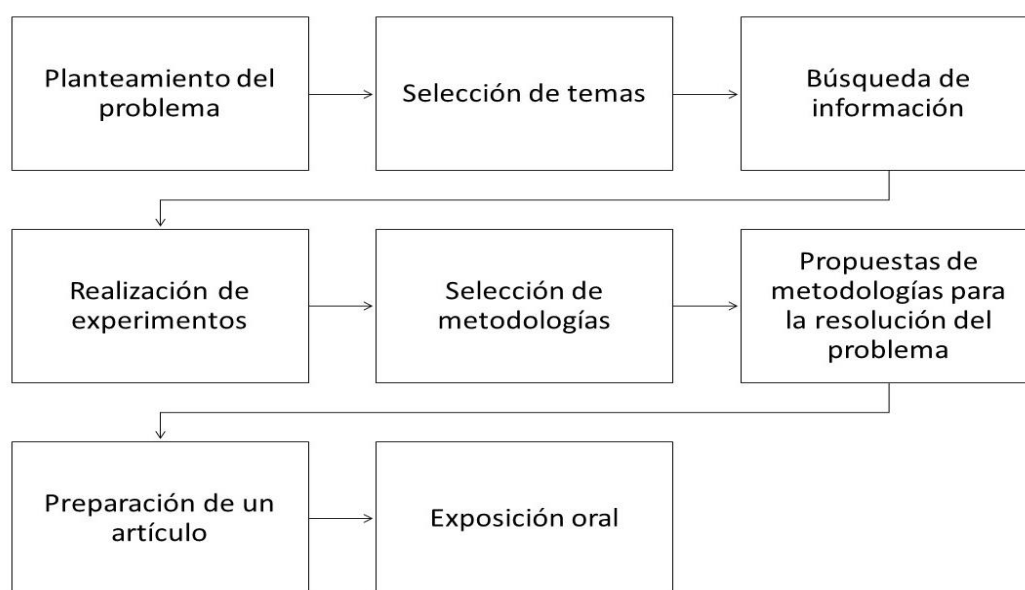 Planteamiento del
problema
Selección de temas
Búsqueda de
información
Realización de
experimentos
Selección de
metodologías
Propuestas de
metodologías para
la resolución del
problema
Preparación de un
artículo
Exposición oral